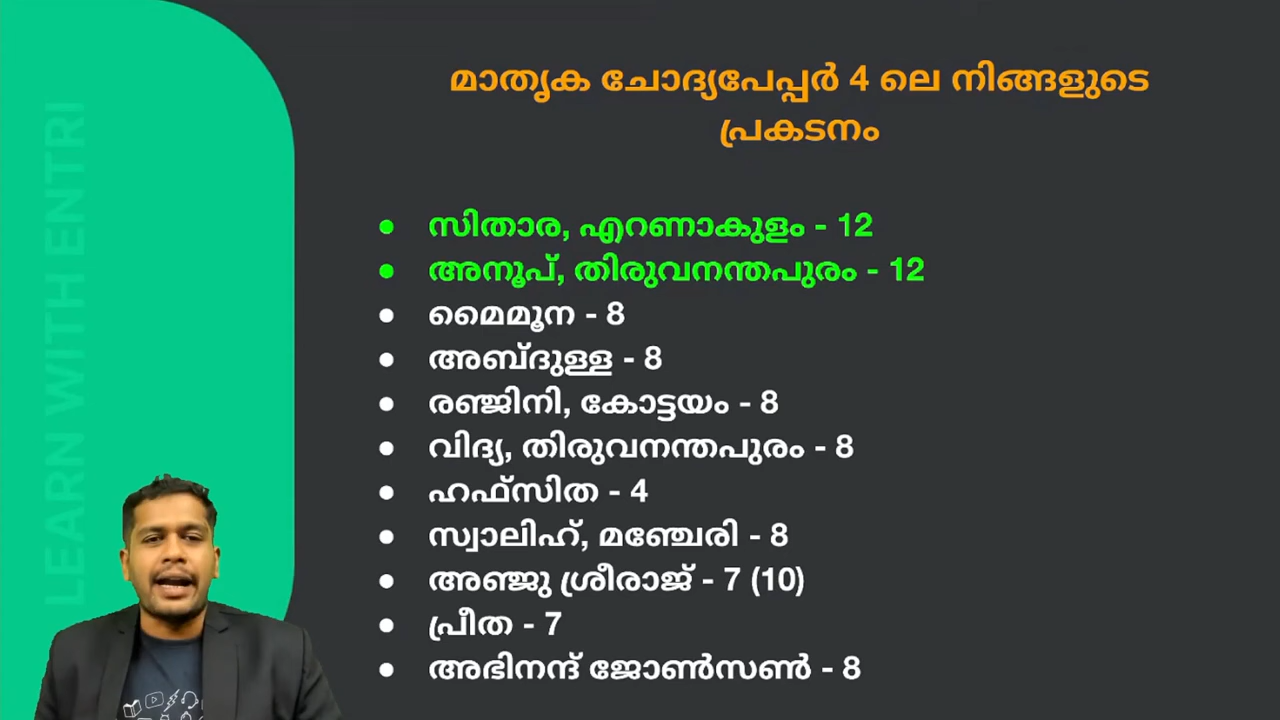 LEARN WITH ENTRI
മാതൃക ചോദ്യപേപ്പർ 4 ലെ നിങ്ങളുടെ
പ്രകടനം
സിതാര, എറണാകുളം - 12
അനൂപ്, തിരുവനന്തപുരം - 12
മൈമൂന - 8
അബ്ദുള്ള - 8
രഞ്ജിനി, കോട്ടയം - 8
വിദ്യ, തിരുവനന്തപുരം - 8
ഹഫ്സിത - 4
സ്വാലിഹ്, മഞ്ചേരി - 8
അഞ്ജു ശ്രീരാജ് - 7 (10)
പ്രീത - 7
അഭിനന്ദ് ജോൺസൺ - 8